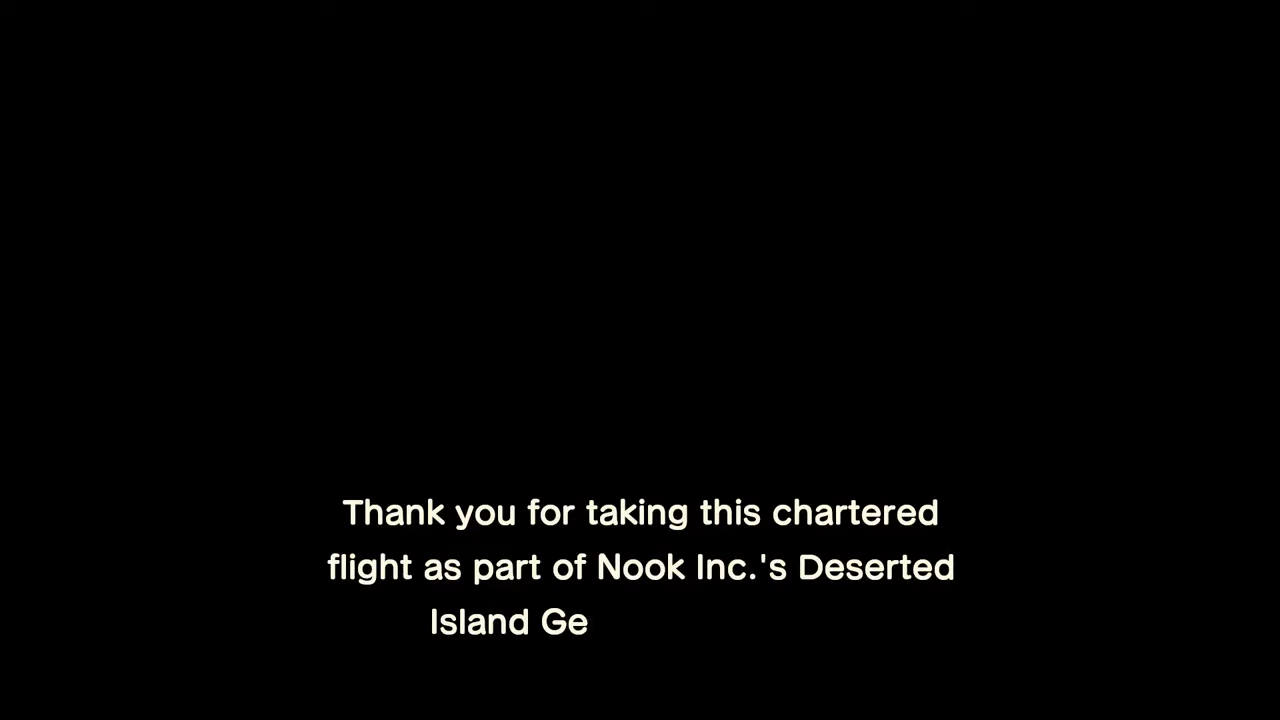 Thank you for taking this chartered
flight as part of Nook Inc.'s Deserted
Island Ge